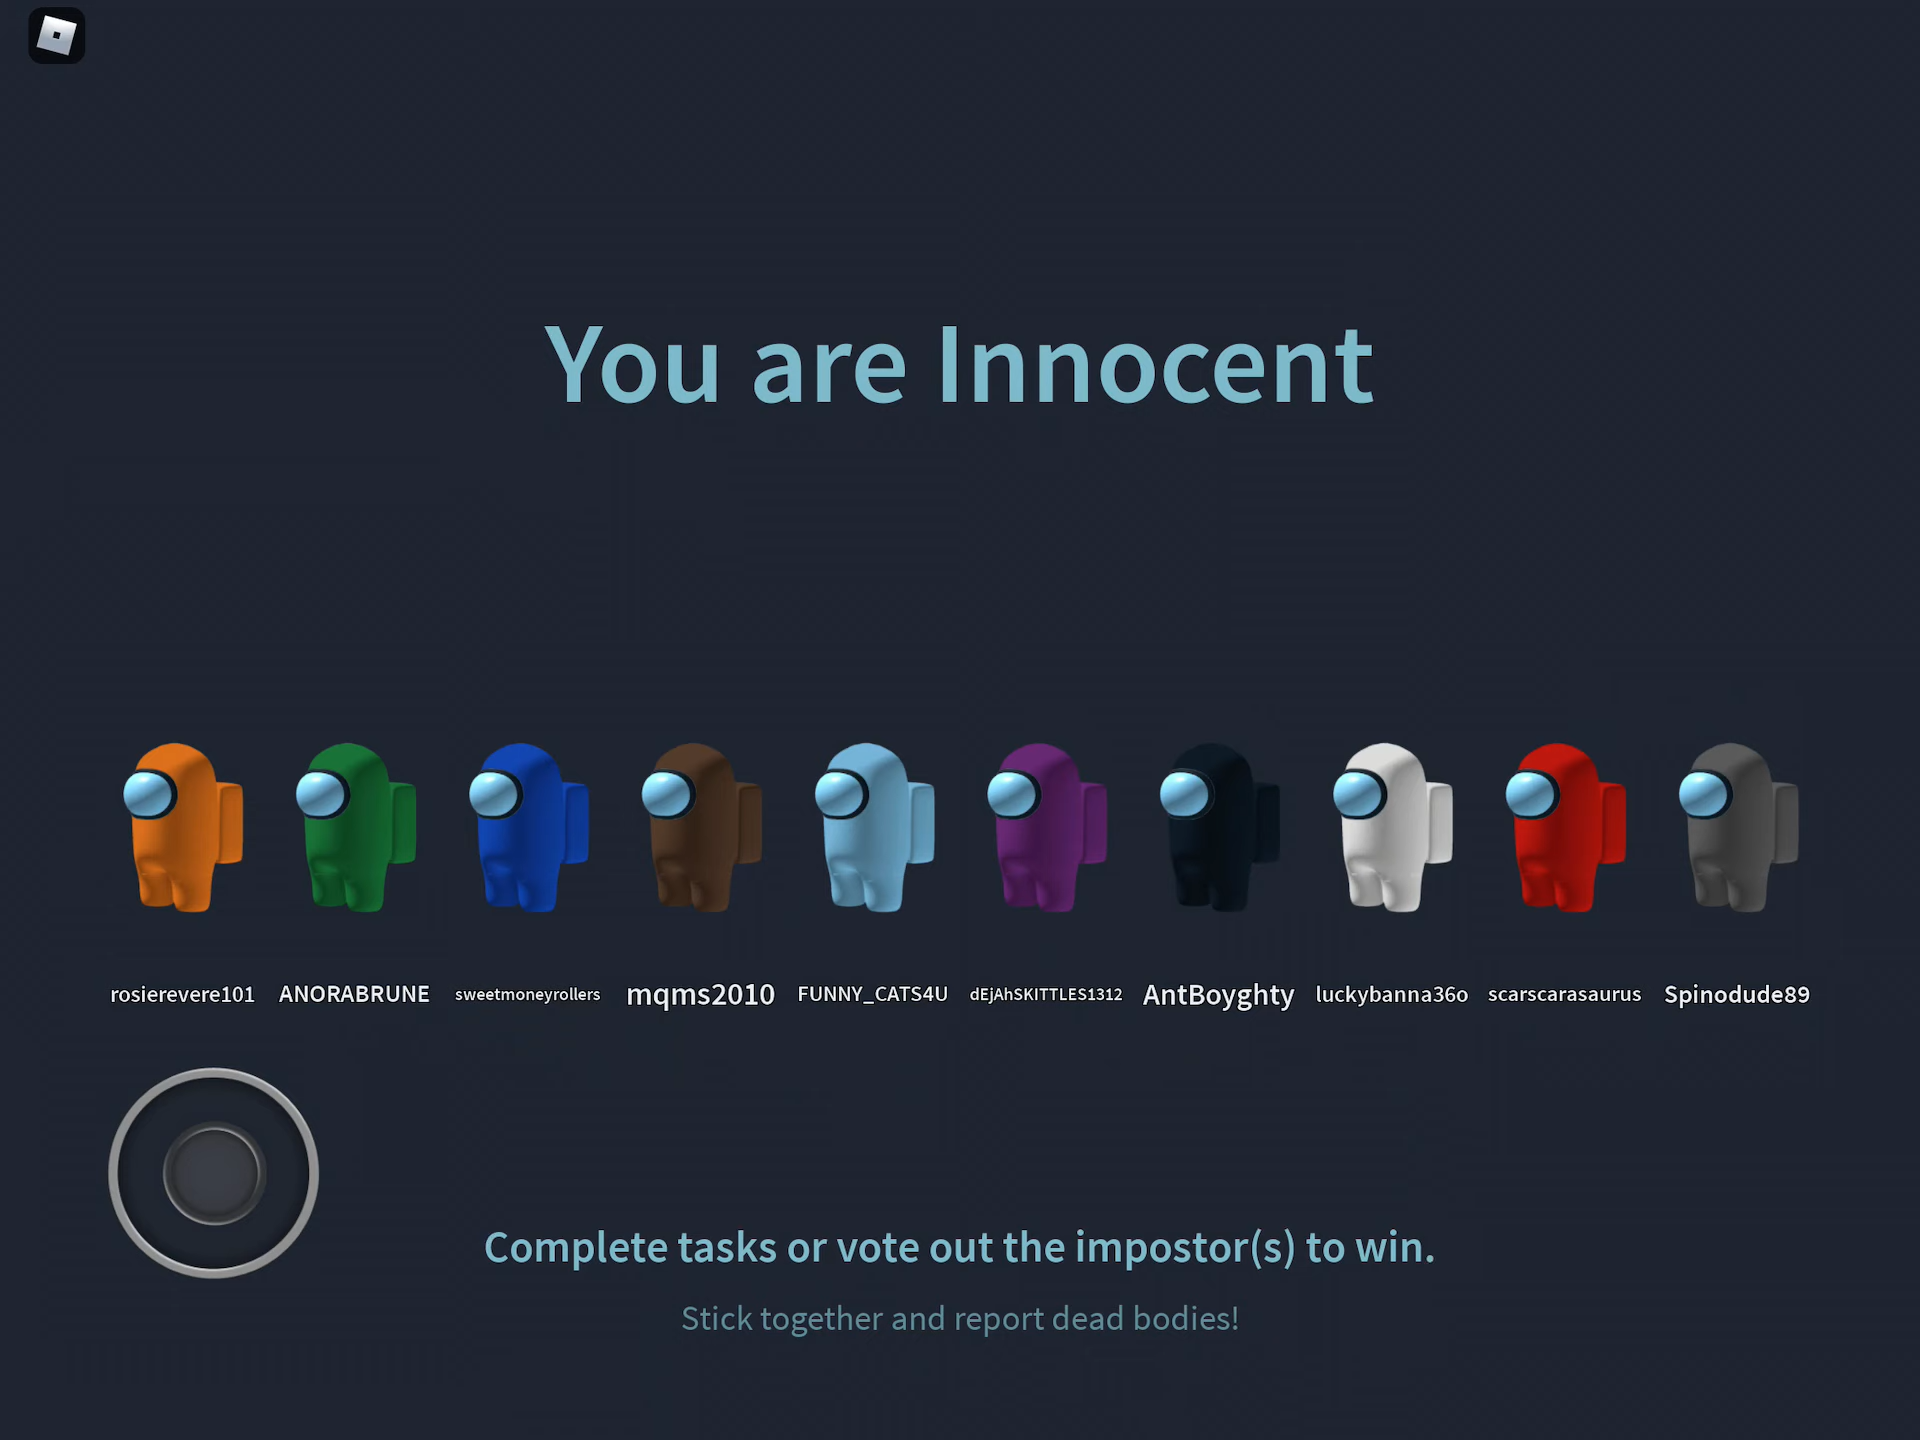 You are Innocent
rosierevere101 ANORABRUNE sweetmoneyrollers mqms2010 FUNNY_CATS4U dEjAhSKITTLES1312 AntBoyghty luckybanna36o scarscarasaurus Spinodude89
Complete tasks or vote out the impostor(s) to win.
Stick together and report dead bodies!